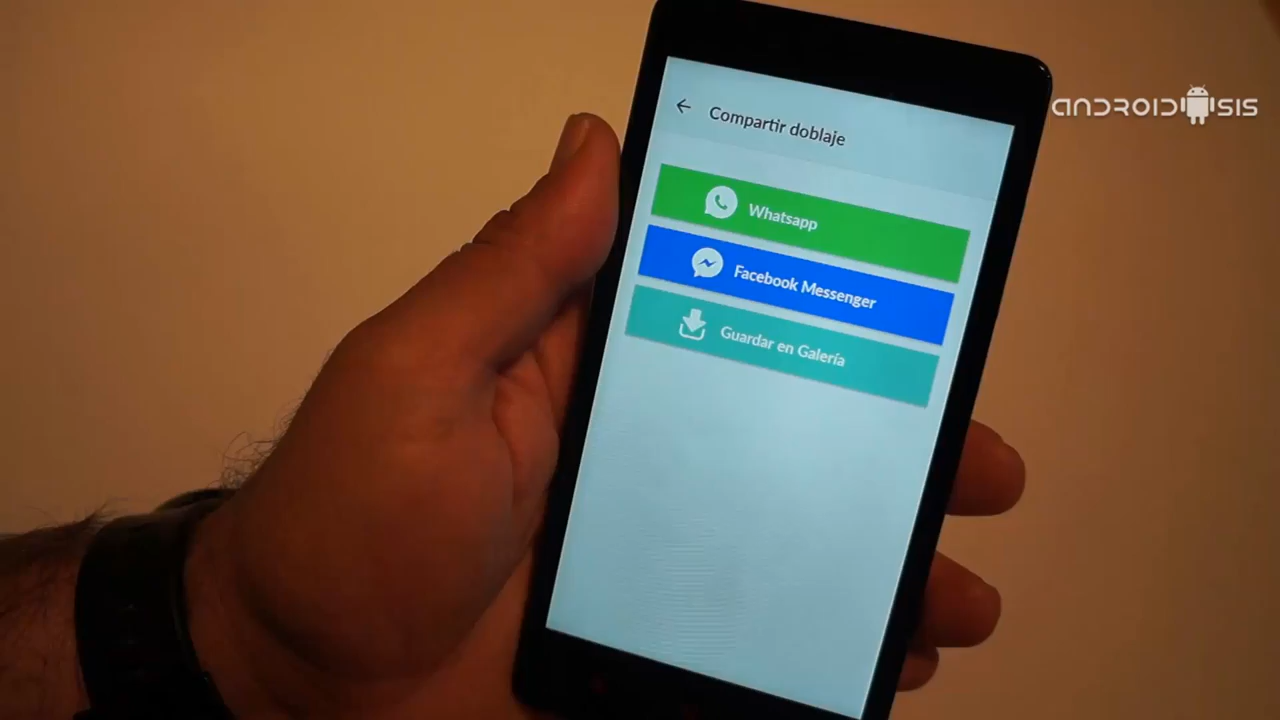 Compartir doblaje
ANDROIDSIS
Whatsapp
Facebook Messenger
Guardar en Galería